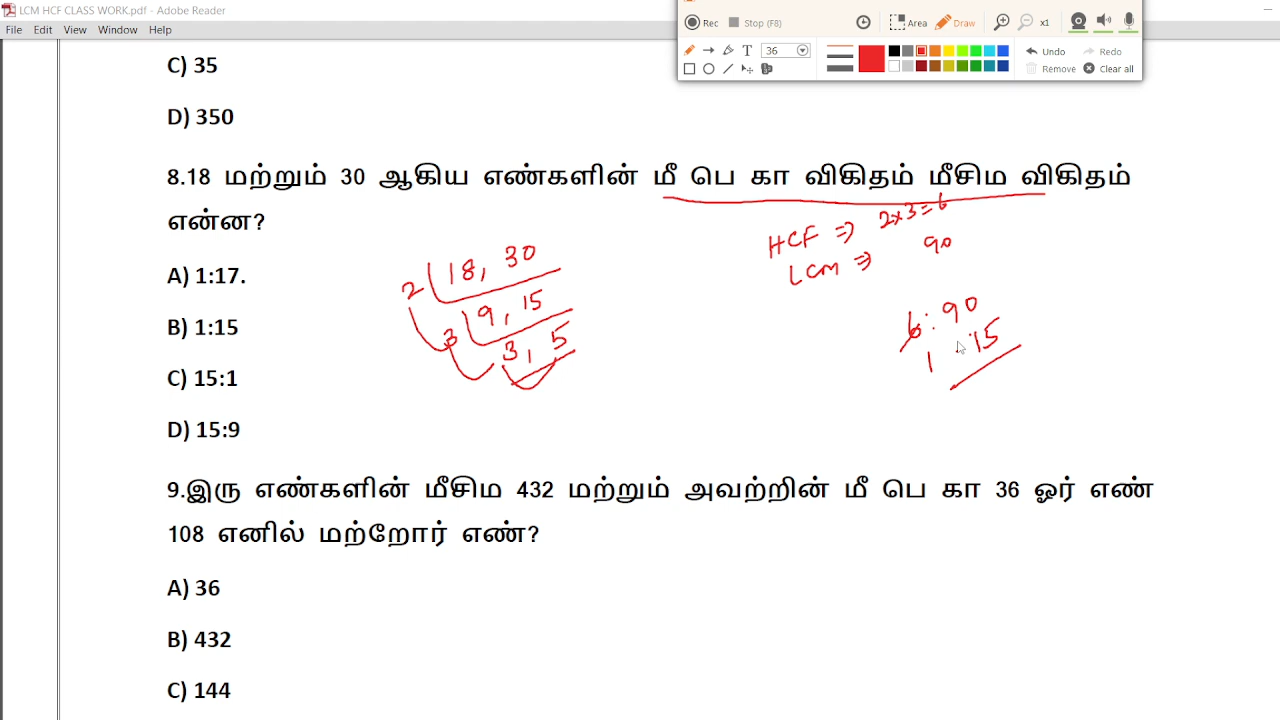 LCM HCF CLASS WORK.pdf - Adobe Reader
File Edit View Window Help
Rec Stop (F8) Area Draw x1
T 36 Undo Redo
Remove Clear all
C) 35
D) 350
8.18 மற்றும் 30 ஆகிய எண்களின் மீ பெ கா விகிதம் மீசிம விகிதம்
என்ன?
HCF ⇒ 2x3=6
LCM ⇒ 90
A) 1:17.
2 18, 30
B) 1:15
3 9, 15
3, 5
6:90
1:15
C) 15:1
D) 15:9
9.இரு எண்களின் மீசிம 432 மற்றும் அவற்றின் மீ பெ கா 36 ஓர் எண்
108 எனில் மற்றோர் எண்?
A) 36
B) 432
C) 144